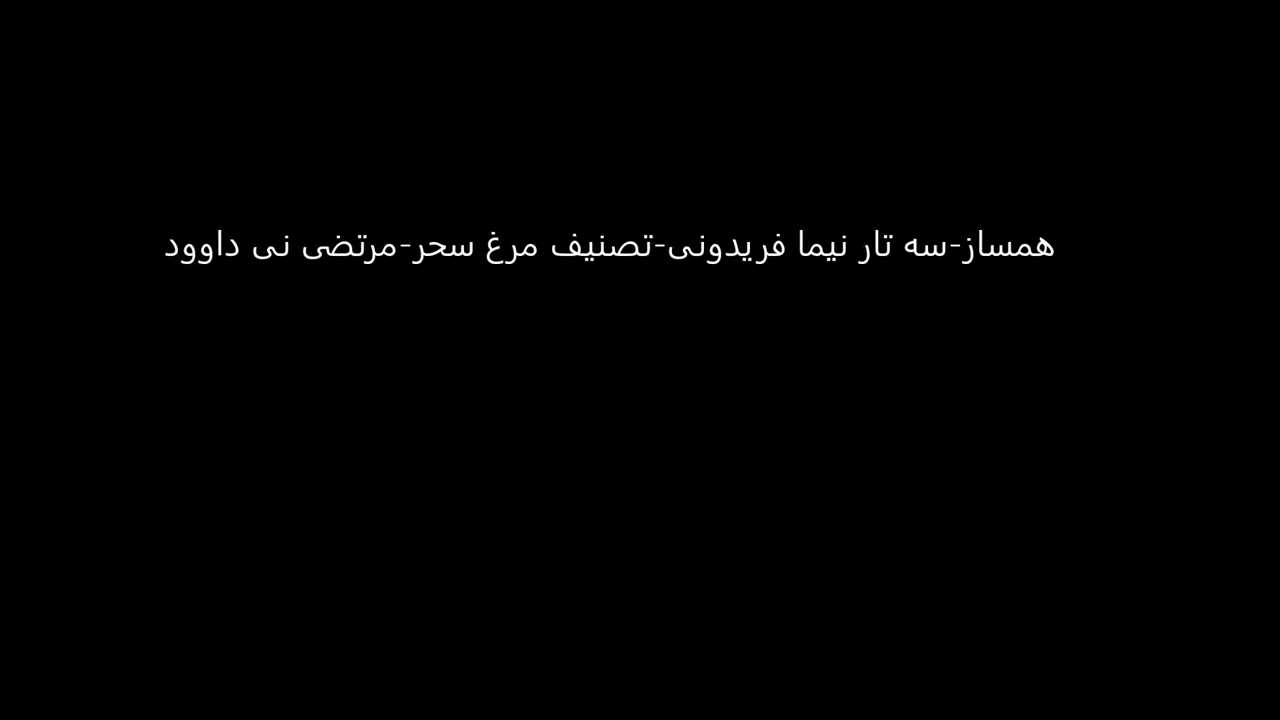 همساز-سه تار نیما فریدونی-تصنیف مرغ سحر-مرتضی نی داوود